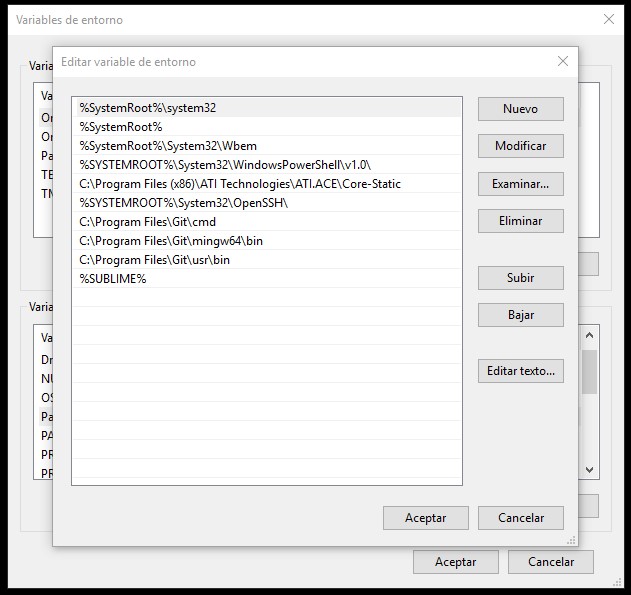 Variables de entorno
Editar variable de entorno
%SystemRoot%\system32
%SystemRoot%
%SystemRoot%\System32\Wbem
%SYSTEMROOT%\System32\WindowsPowerShell\v1.0\
C:\Program Files (x86)\ATI Technologies\ATI.ACE\Core-Static
%SYSTEMROOT%\System32\OpenSSH\
C:\Program Files\Git\cmd
C:\Program Files\Git\mingw64\bin
C:\Program Files\Git\usr\bin
%SUBLIME%
Nuevo
Modificar
Examinar...
Eliminar
Subir
Bajar
Editar texto...
Aceptar
Cancelar
Varia
Va
On
On
Pa
TE
Varia
Va
Dr
NU
OS
Pa
PA
PR
PR
Aceptar
Cancelar